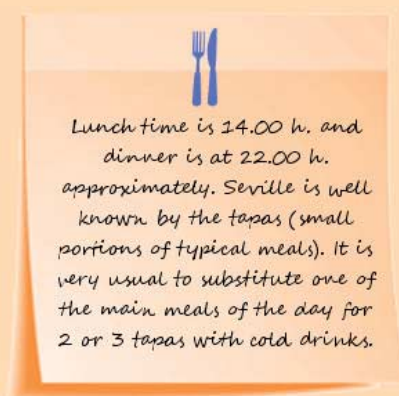 Lunch time is 14.00 h. and
dinner is at 22.00 h.
approximately. Seville is well
known by the tapas (small
portions of typical meals). It is
very usual to substitute one of
the main meals of the day for
2 or 3 tapas with cold drinks.